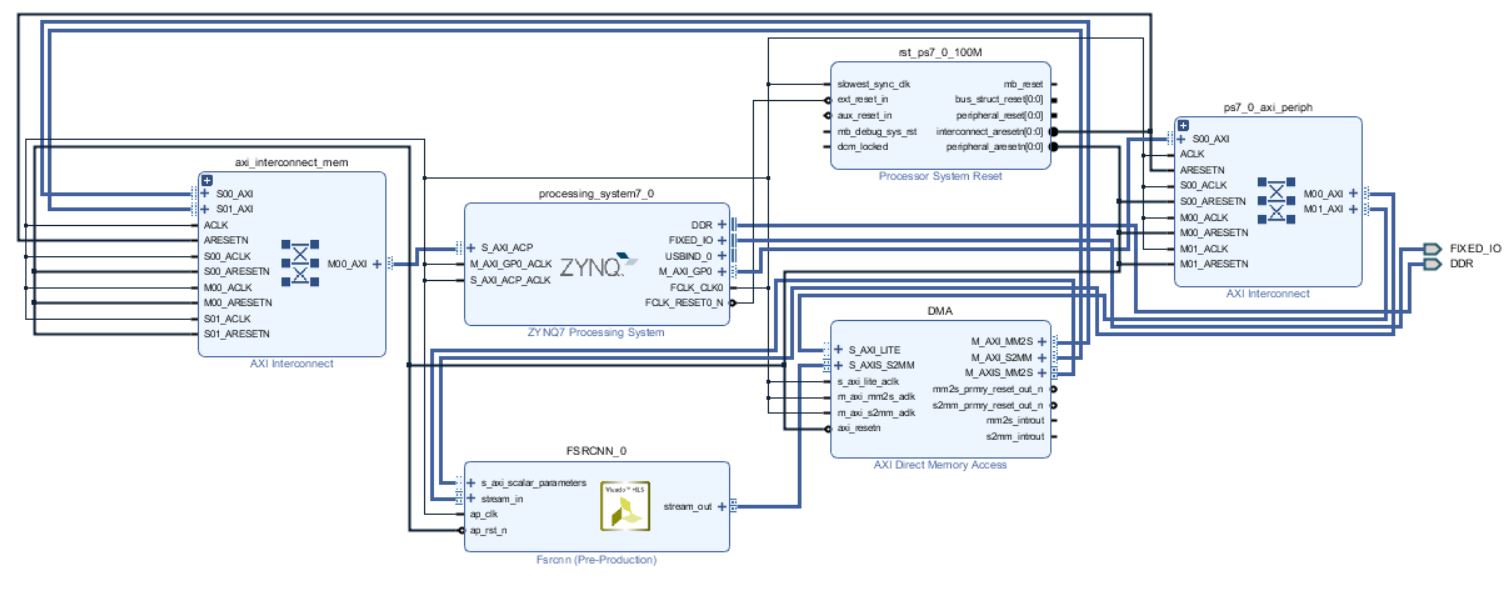 rst_ps7_0_100M
slowest_sync_clk
ext_reset_in
aux_reset_in
mb_debug_sys_rst
dcm_locked
mb_reset
bus_struct_reset[0:0]
peripheral_reset[0:0]
interconnect_aresetn[0:0]
peripheral_aresetn[0:0]
Processor System Reset
ps7_0_axi_periph
S00_AXI
ACLK
ARESETN
S00_ACLK
S00_ARESETN
M00_ACLK
M00_ARESETN
M01_ACLK
M01_ARESETN
M00_AXI
M01_AXI
AXI Interconnect
axi_interconnect_mem
S00_AXI
S01_AXI
ACLK
ARESETN
S00_ACLK
S00_ARESETN
M00_ACLK
M00_ARESETN
S01_ACLK
S01_ARESETN
M00_AXI
AXI Interconnect
processing_system7_0
S_AXI_ACP
M_AXI_GP0_ACLK
S_AXI_ACP_ACLK
ZYNQ
DDR
FIXED_IO
USBIND_0
M_AXI_GP0
FCLK_CLK0
FCLK_RESET0_N
ZYNQ7 Processing System
FIXED_IO
DDR
DMA
S_AXI_LITE
S_AXIS_S2MM
s_axi_lite_aclk
m_axi_mm2s_aclk
m_axi_s2mm_aclk
axi_resetn
M_AXI_MM2S
M_AXI_S2MM
M_AXIS_MM2S
mm2s_prmry_reset_out_n
s2mm_prmry_reset_out_n
mm2s_introut
s2mm_introut
AXI Direct Memory Access
FSRCNN_0
s_axi_scalar_parameters
stream_in
ap_clk
ap_rst_n
Vivado™ HLS
stream_out
Fsrcnn (Pre-Production)